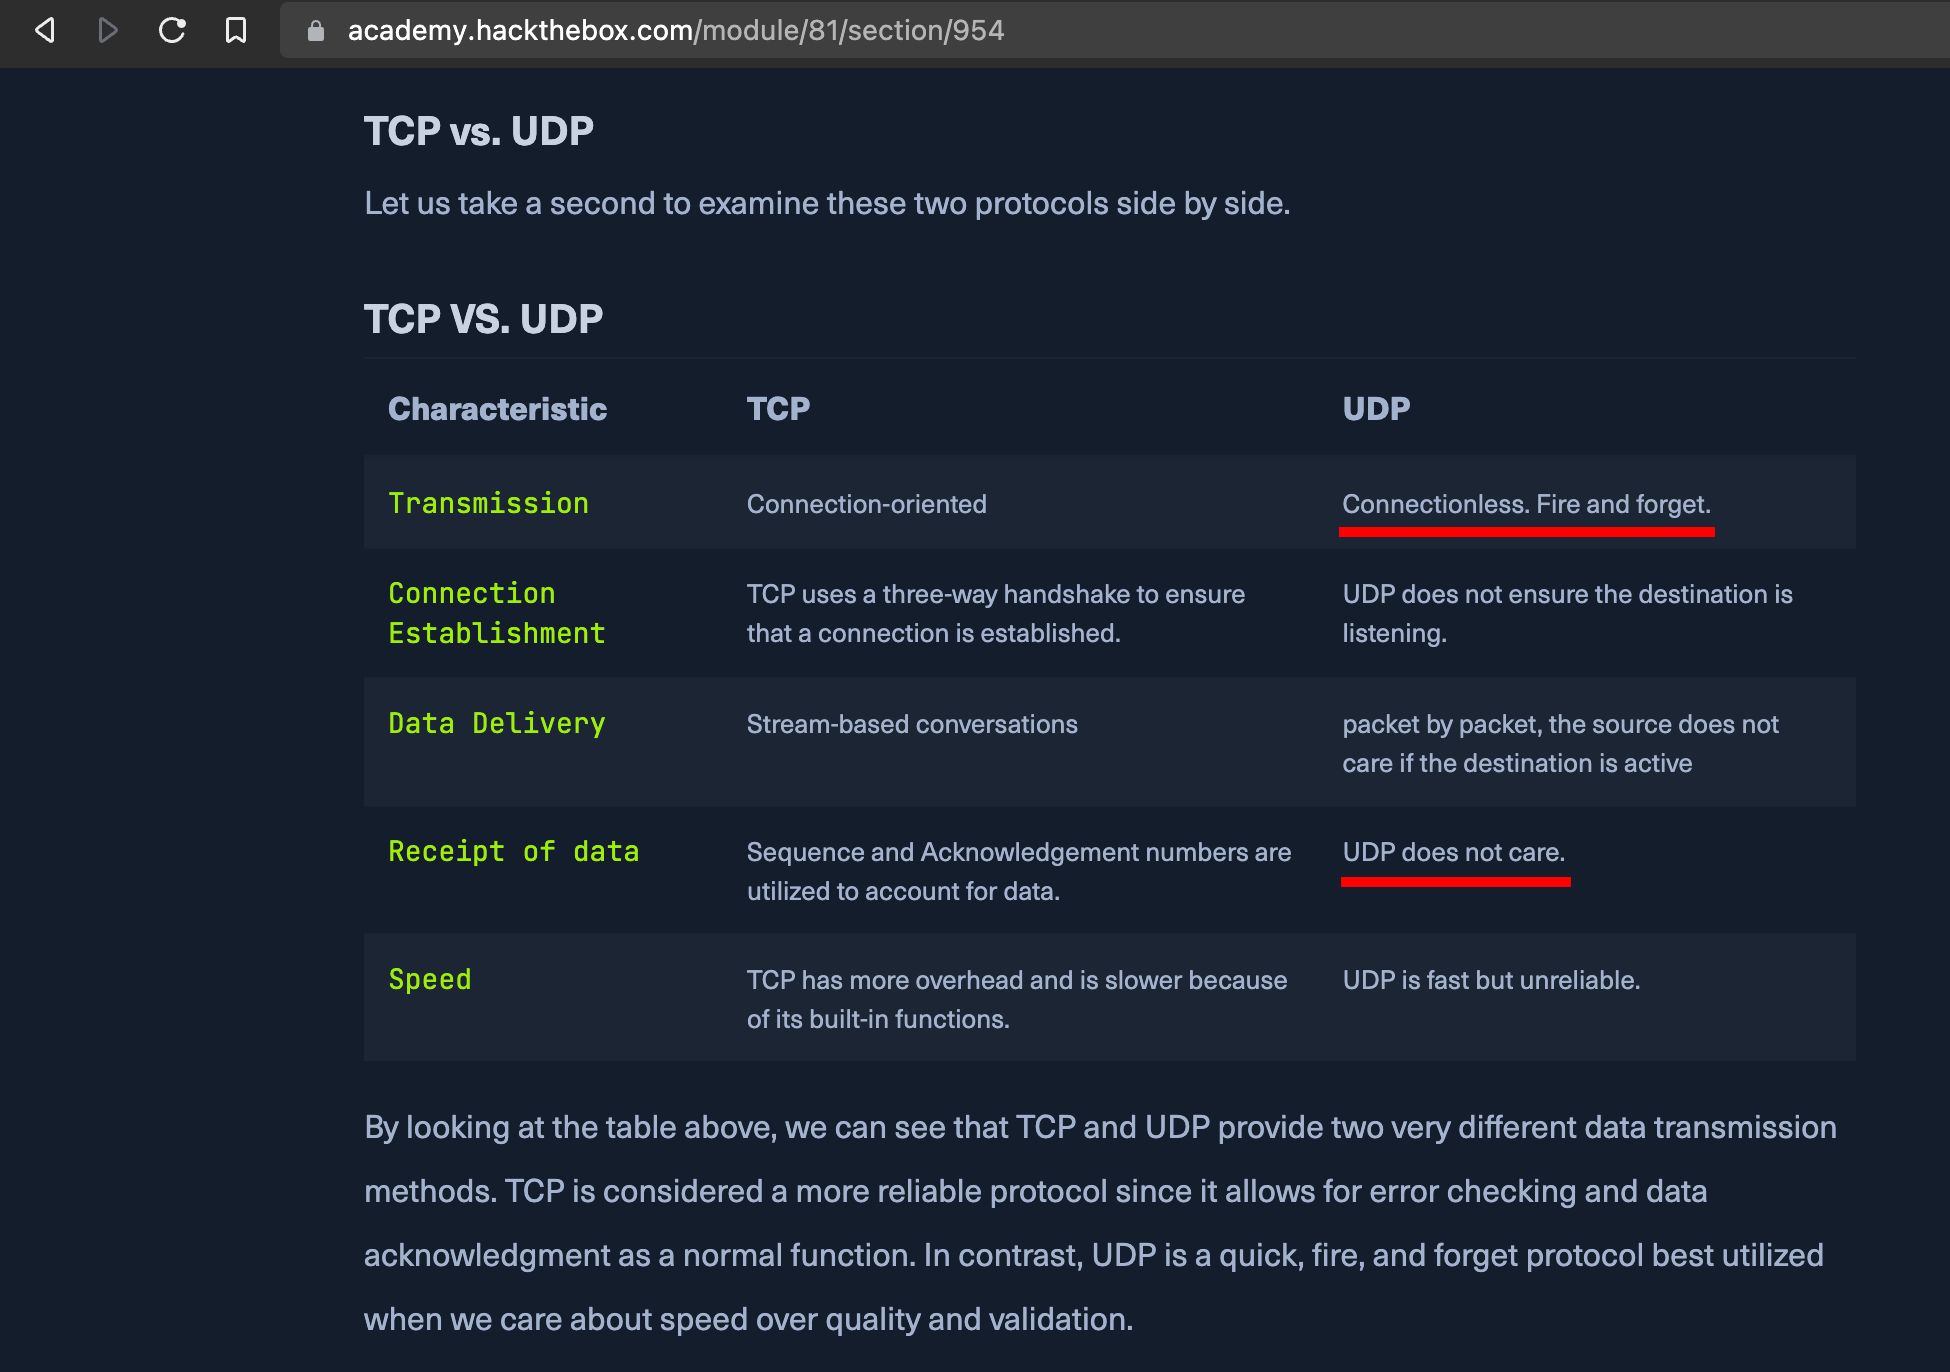 academy.hackthebox.com/module/81/section/954
TCP vs. UDP
Let us take a second to examine these two protocols side by side.
TCP VS. UDP
Characteristic TCP UDP
Transmission Connection-oriented Connectionless. Fire and forget.
Connection TCP uses a three-way handshake to ensure UDP does not ensure the destination is
Establishment that a connection is established. listening.
Data Delivery Stream-based conversations packet by packet, the source does not
care if the destination is active
Receipt of data Sequence and Acknowledgement numbers are UDP does not care.
utilized to account for data.
Speed TCP has more overhead and is slower because UDP is fast but unreliable.
of its built-in functions.
By looking at the table above, we can see that TCP and UDP provide two very different data transmission
methods. TCP is considered a more reliable protocol since it allows for error checking and data
acknowledgment as a normal function. In contrast, UDP is a quick, fire, and forget protocol best utilized
when we care about speed over quality and validation.